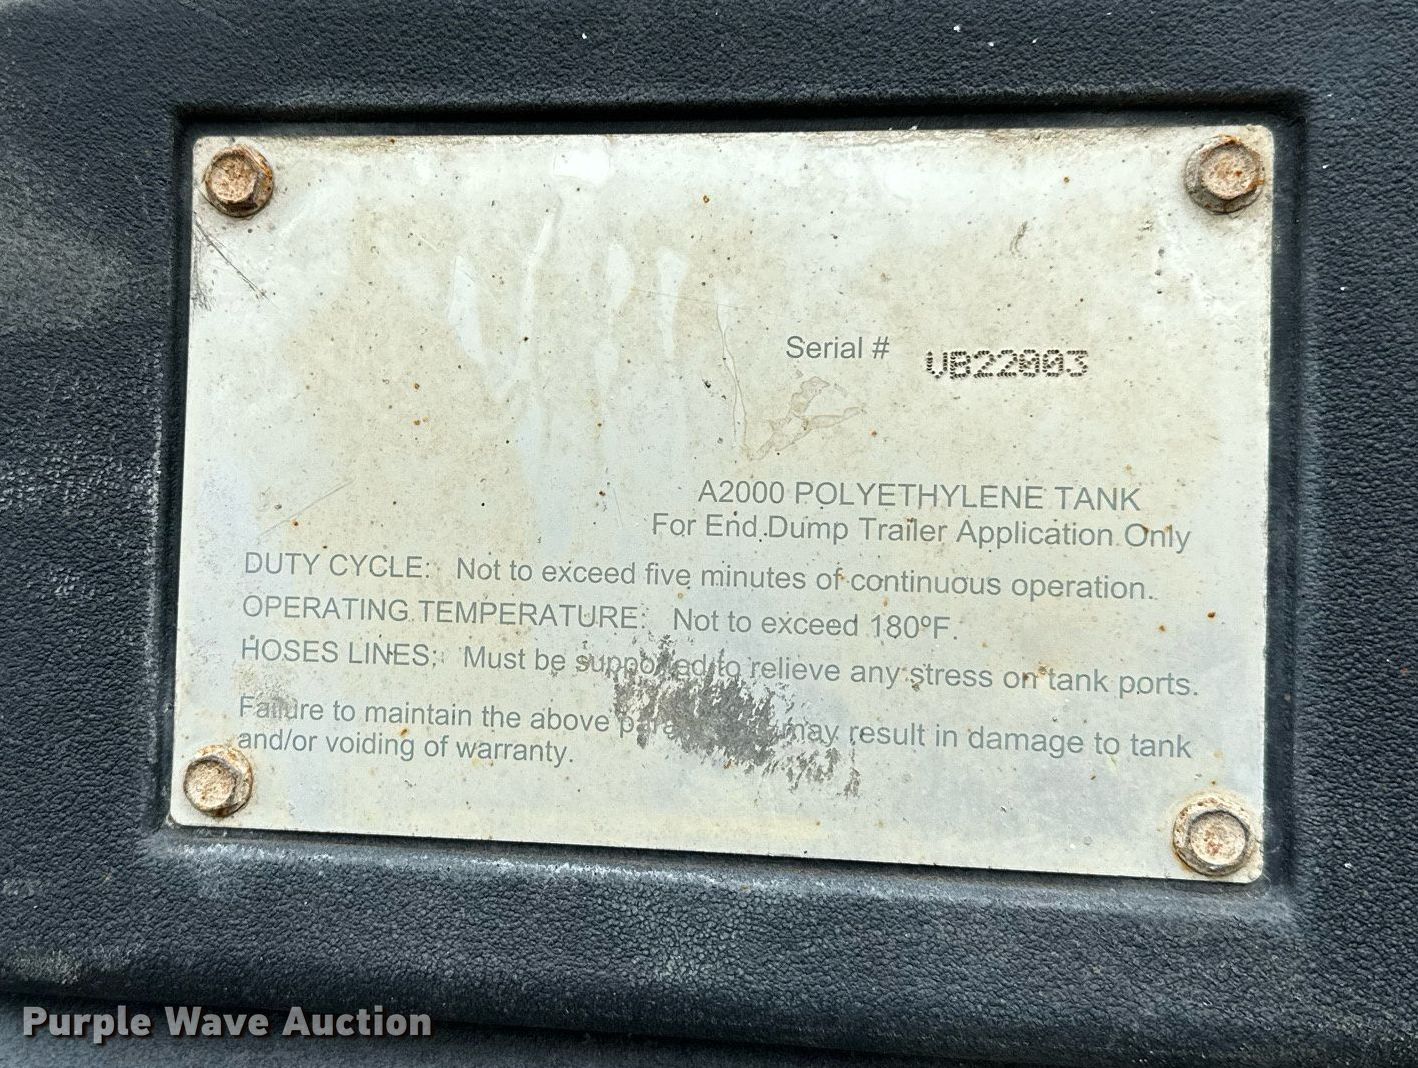 Serial # VB22003
A2000 POLYETHYLENE TANK
For End Dump Trailer Application Only
DUTY CYCLE: Not to exceed five minutes of continuous operation.
OPERATING TEMPERATURE: Not to exceed 180ºF.
HOSES LINES: Must be supported to relieve any stress on tank ports.
Failure to maintain the above may result in damage to tank
and/or voiding of warranty.
Purple Wave Auction